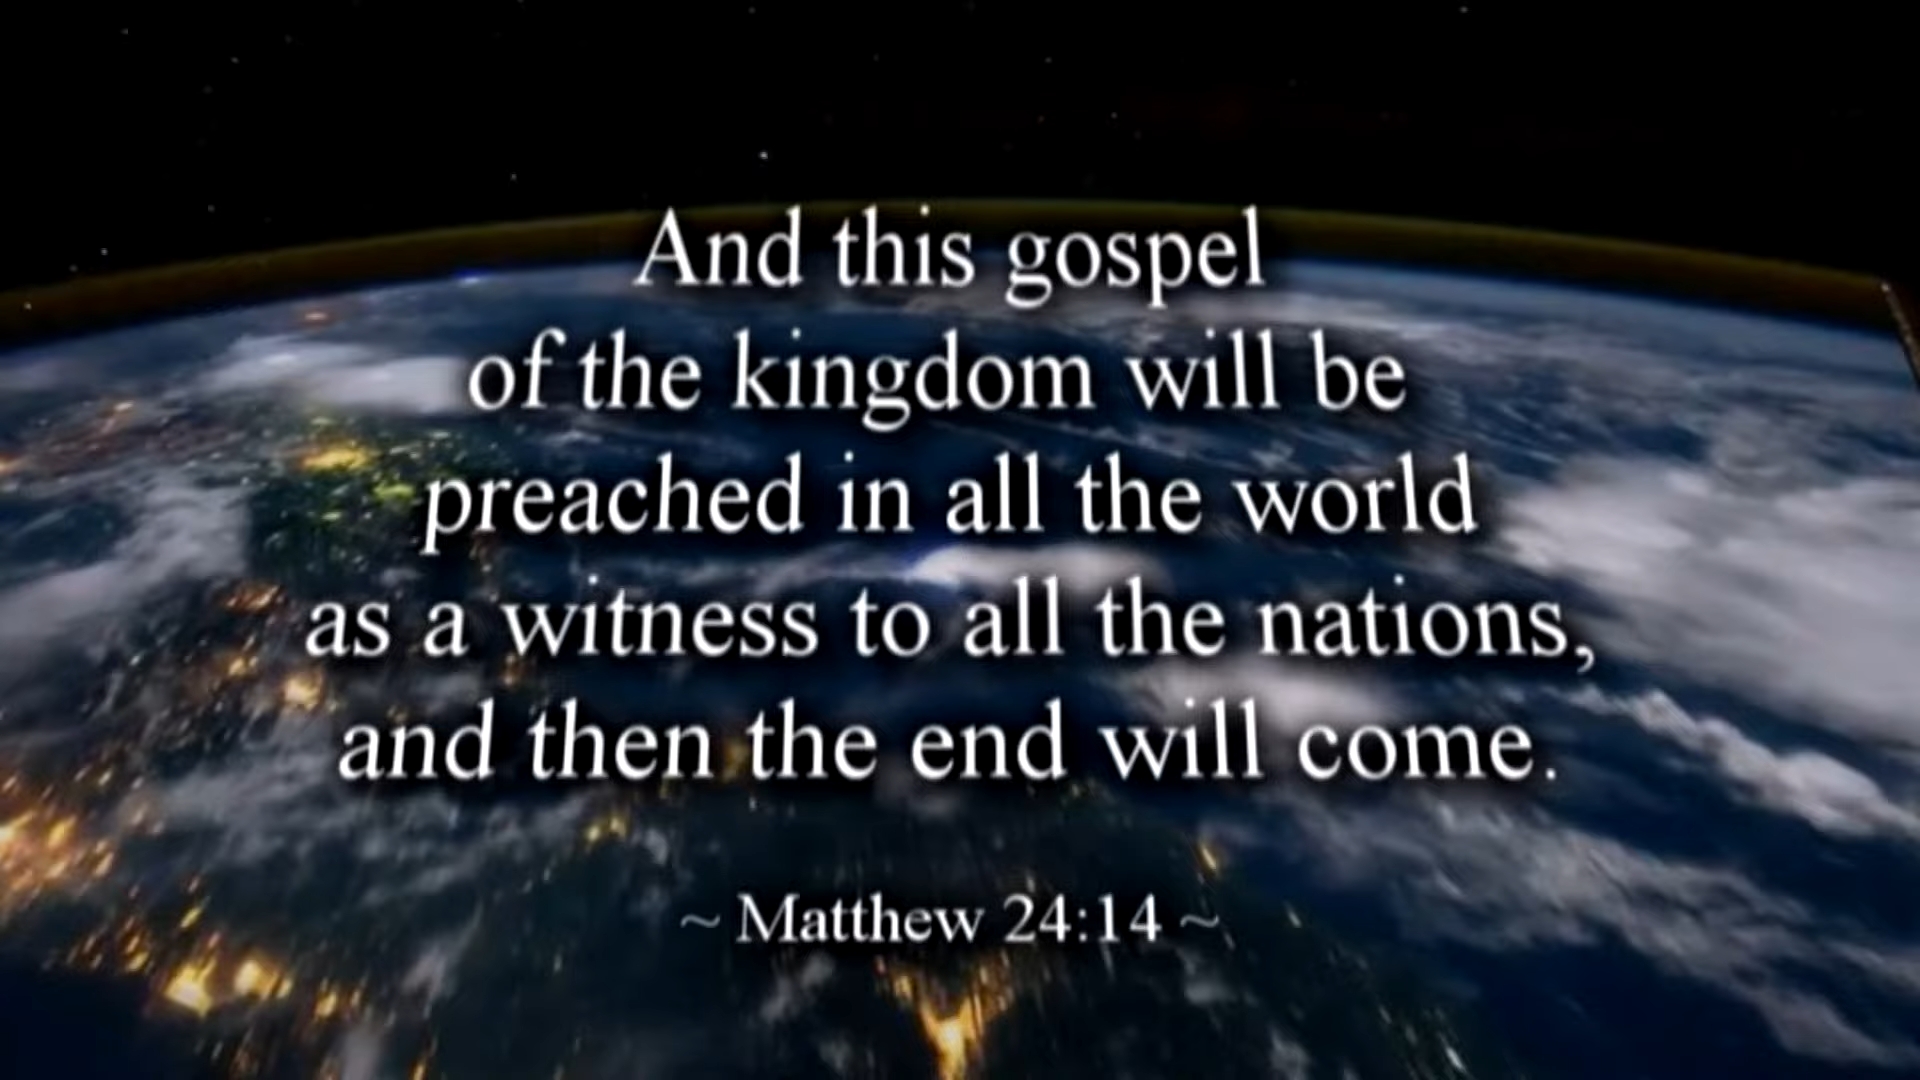 And this gospel
of the kingdom will be
preached in all the world
as a witness to all the nations,
and then the end will come.
~ Matthew 24:14 ~